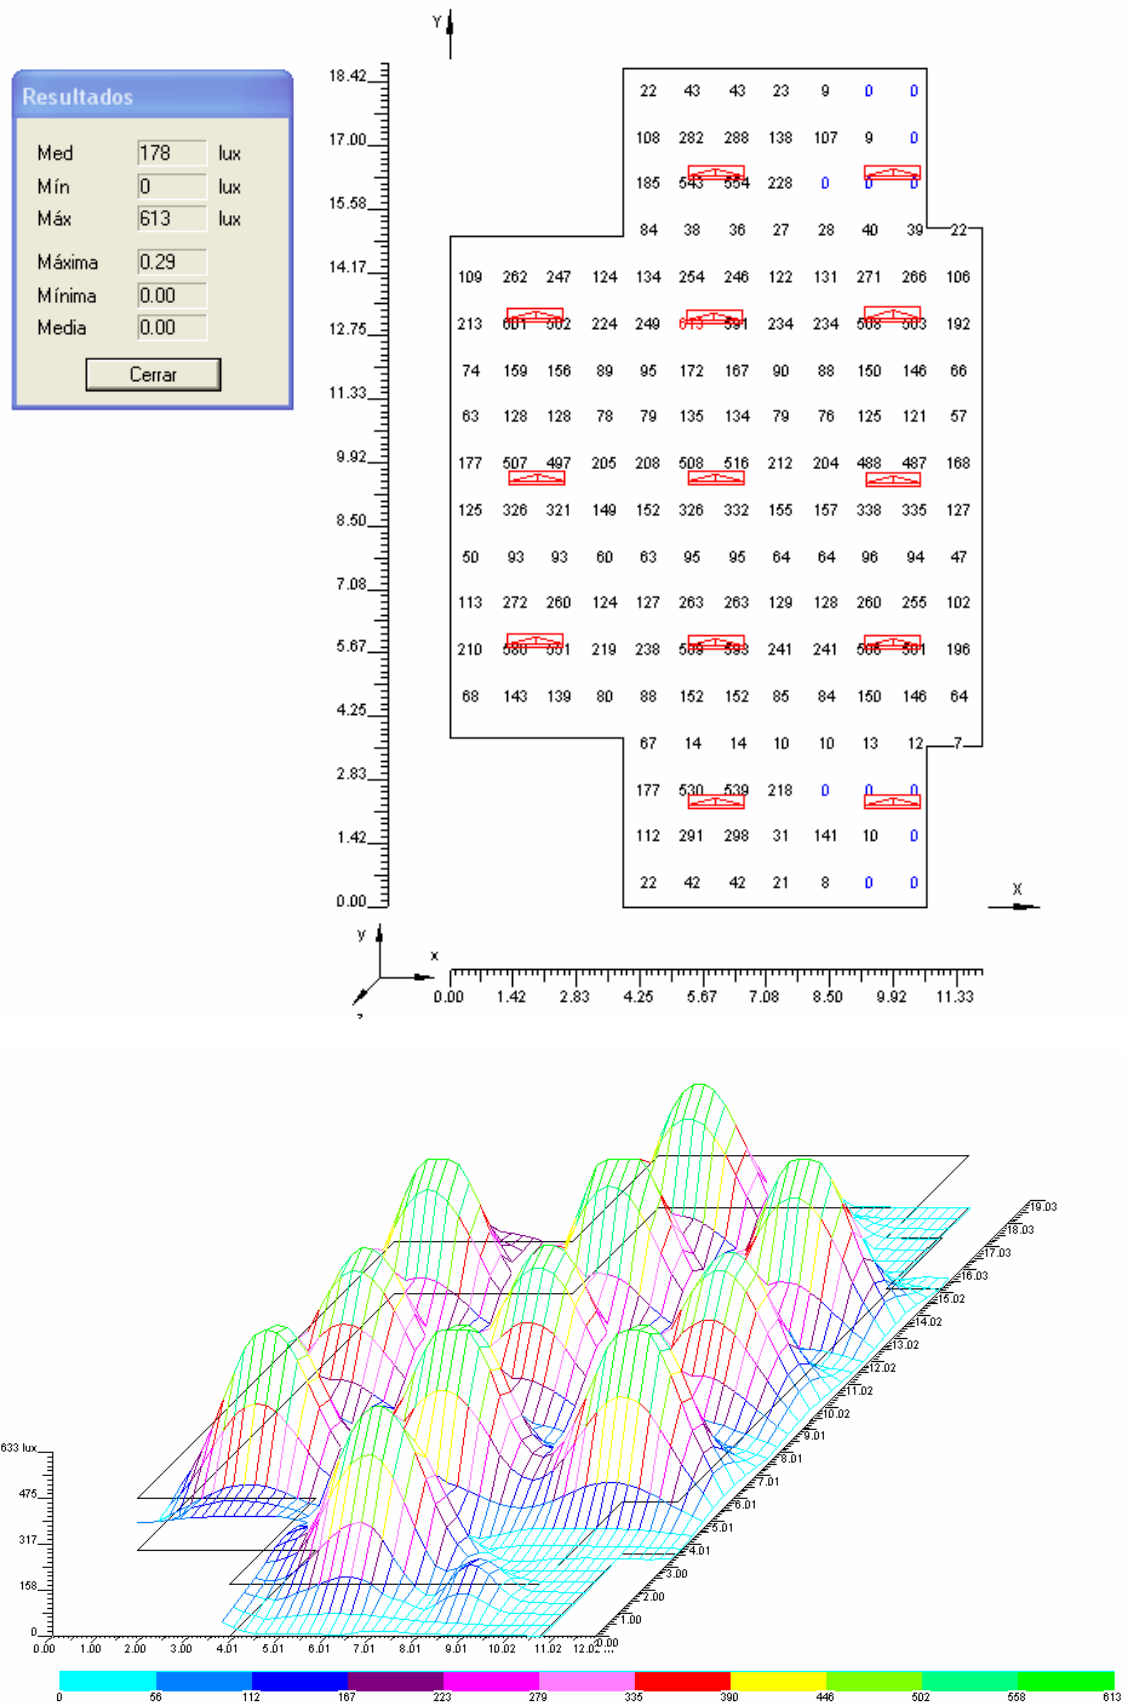 Resultados
Med 178 lux
Mín 0 lux
Máx 613 lux
Máxima 0.29
Mínima 0.00
Media 0.00
Cerrar
Y
18.42
17.00
15.58
14.17
12.75
11.33
9.92
8.50
7.08
5.67
4.25
2.83
1.42
0.00
22 43 43 23 9 0 0
108 282 288 138 107 9 0
185 543 554 228 0 0 0
84 38 36 27 28 40 39 22
109 262 247 124 134 254 246 122 131 271 266 106
213 601 502 224 249 613 591 234 234 508 503 192
74 159 156 89 95 172 167 90 88 150 146 66
63 128 128 78 79 135 134 79 76 125 121 57
177 507 497 205 208 508 516 212 204 488 487 168
125 326 321 149 152 326 332 155 157 338 335 127
50 93 93 60 63 95 95 64 64 96 94 47
113 272 260 124 127 263 263 129 128 260 255 102
210 219 238 241 241 196
68 143 139 80 88 152 152 85 84 150 146 64
67 14 14 10 10 13 12 7
177 530 539 218 0 0 0
112 291 298 31 141 10 0
22 42 42 21 8 0 0
X
y
x
0.00 1.42 2.83 4.25 5.67 7.08 8.50 9.92 11.33
19.03
18.03
17.03
16.03
15.02
14.02
13.02
12.02
11.02
10.02
9.01
8.01
7.01
6.01
5.01
4.01
3.00
2.00
1.00
633 lux
475
317
158
0
0.00 1.00 2.00 3.00 4.01 5.01 6.01 7.01 8.01 9.01 10.02 11.02
0 56 112 167 223 279 335 390 446 502 558 613